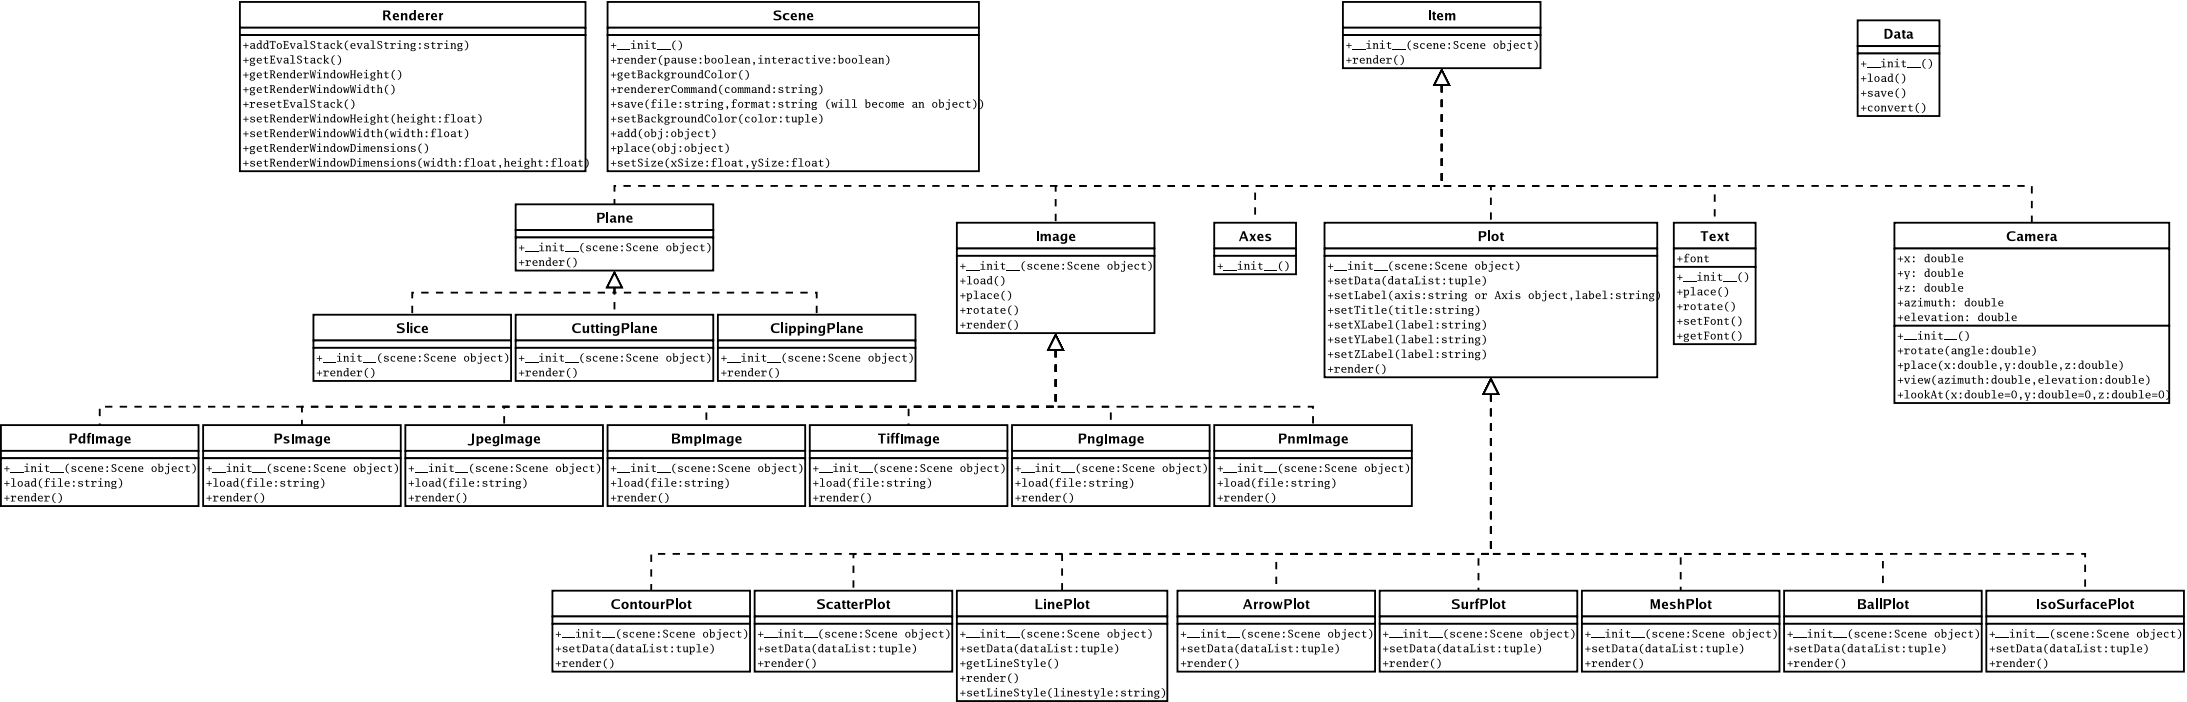 Renderer
+addToEvalStack(evalString:string)
+getEvalStack()
+getRenderWindowHeight()
+getRenderWindowWidth()
+resetEvalStack()
+setRenderWindowHeight(height:float)
+setRenderWindowWidth(width:float)
+getRenderWindowDimensions()
+setRenderWindowDimensions(width:float,height:float)
Scene
+__init__()
+render(pause:boolean,interactive:boolean)
+getBackgroundColor()
+rendererCommand(command:string)
+save(file:string,format:string (will become an object))
+setBackgroundColor(color:tuple)
+add(obj:object)
+place(obj:object)
+setSize(xSize:float,ySize:float)
Item
+__init__(scene:Scene object)
+render()
Data
+__init__()
+load()
+save()
+convert()
Plane
+__init__(scene:Scene object)
+render()
Image
+__init__(scene:Scene object)
+load()
+place()
+rotate()
+render()
Axes
+__init__()
Plot
+__init__(scene:Scene object)
+setData(dataList:tuple)
+setLabel(axis:string or Axis object,label:string)
+setTitle(title:string)
+setXLabel(label:string)
+setYLabel(label:string)
+setZLabel(label:string)
+render()
Text
+font
+__init__()
+place()
+rotate()
+setFont()
+getFont()
Camera
+x: double
+y: double
+z: double
+azimuth: double
+elevation: double
+__init__()
+rotate(angle:double)
+place(x:double,y:double,z:double)
+view(azimuth:double,elevation:double)
+lookAt(x:double=0,y:double=0,z:double=0)
Slice
+__init__(scene:Scene object)
+render()
CuttingPlane
+__init__(scene:Scene object)
+render()
ClippingPlane
+__init__(scene:Scene object)
+render()
PdfImage
+__init__(scene:Scene object)
+load(file:string)
+render()
PsImage
+__init__(scene:Scene object)
+load(file:string)
+render()
JpegImage
+__init__(scene:Scene object)
+load(file:string)
+render()
BmpImage
+__init__(scene:Scene object)
+load(file:string)
+render()
TiffImage
+__init__(scene:Scene object)
+load(file:string)
+render()
PngImage
+__init__(scene:Scene object)
+load(file:string)
+render()
PnmImage
+__init__(scene:Scene object)
+load(file:string)
+render()
ContourPlot
+__init__(scene:Scene object)
+setData(dataList:tuple)
+render()
ScatterPlot
+__init__(scene:Scene object)
+setData(dataList:tuple)
+render()
LinePlot
+__init__(scene:Scene object)
+setData(dataList:tuple)
+getLineStyle()
+render()
+setLineStyle(linestyle:string)
ArrowPlot
+__init__(scene:Scene object)
+setData(dataList:tuple)
+render()
SurfPlot
+__init__(scene:Scene object)
+setData(dataList:tuple)
+render()
MeshPlot
+__init__(scene:Scene object)
+setData(dataList:tuple)
+render()
BallPlot
+__init__(scene:Scene object)
+setData(dataList:tuple)
+render()
IsoSurfacePlot
+__init__(scene:Scene object)
+setData(dataList:tuple)
+render()